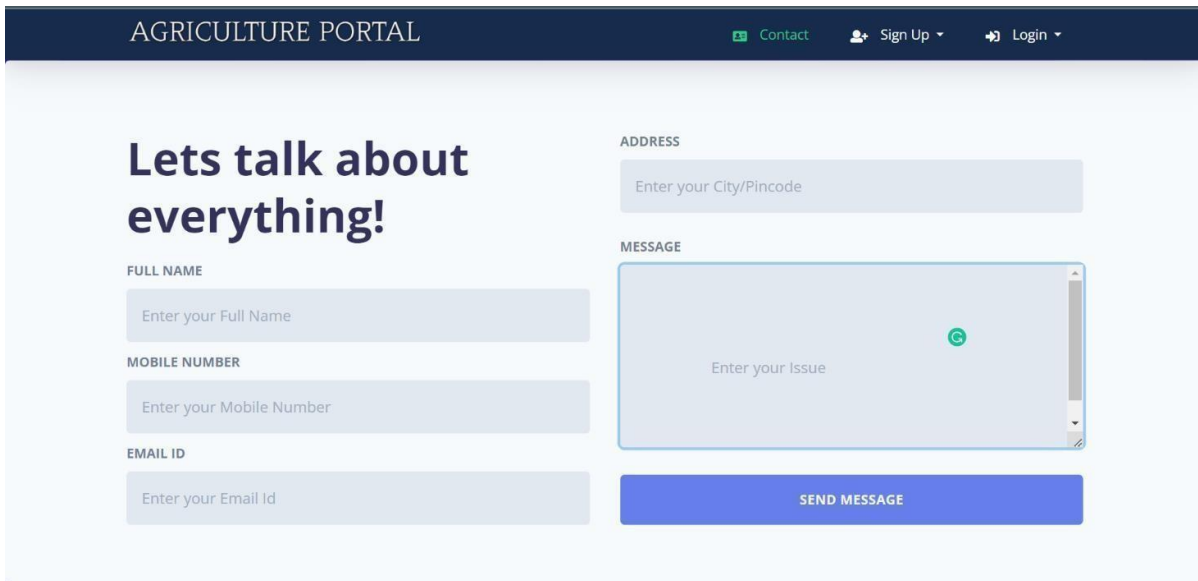 AGRICULTURE PORTAL
Contact
Sign Up
Login
Lets talk about
everything!
FULL NAME
Enter your Full Name
MOBILE NUMBER
Enter your Mobile Number
EMAIL ID
Enter your Email Id
ADDRESS
Enter your City/Pincode
MESSAGE
Enter your Issue
SEND MESSAGE